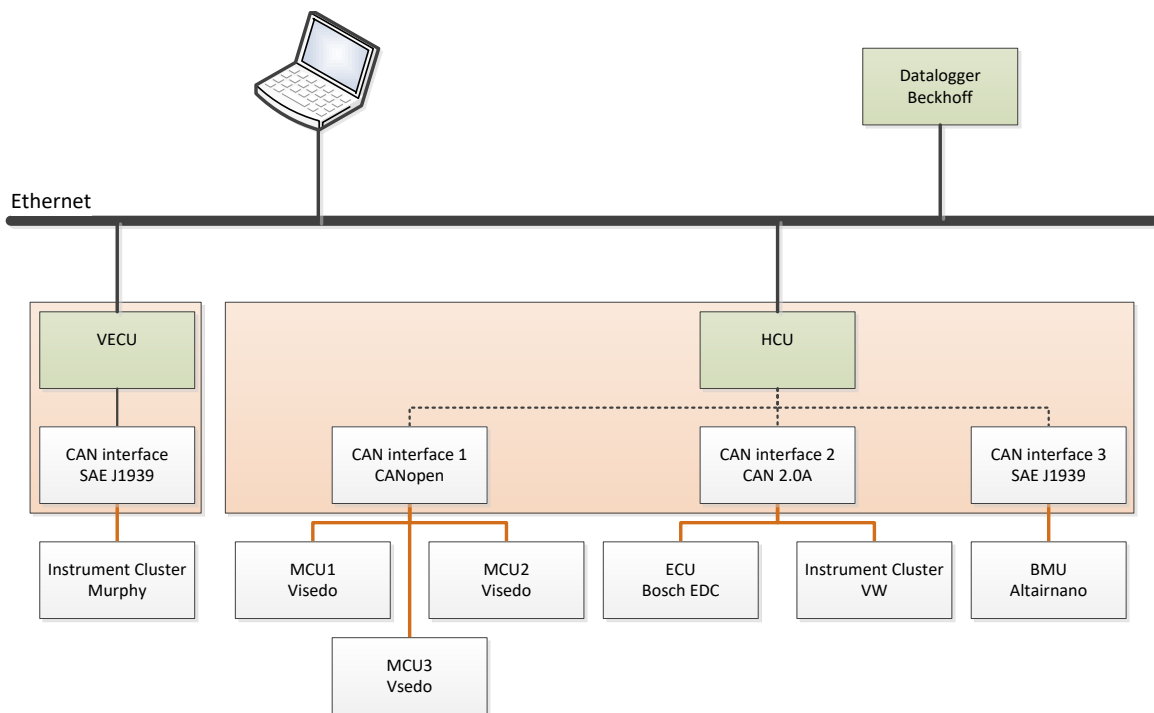 Datalogger
Beckhoff
Ethernet
VECU
HCU
CAN interface
SAE J1939
CAN interface 1
CANopen
CAN interface 2
CAN 2.0A
CAN interface 3
SAE J1939
Instrument Cluster
Murphy
MCU1
Visedo
MCU2
Visedo
ECU
Bosch EDC
Instrument Cluster
VW
BMU
Altairnano
MCU3
Vsedo